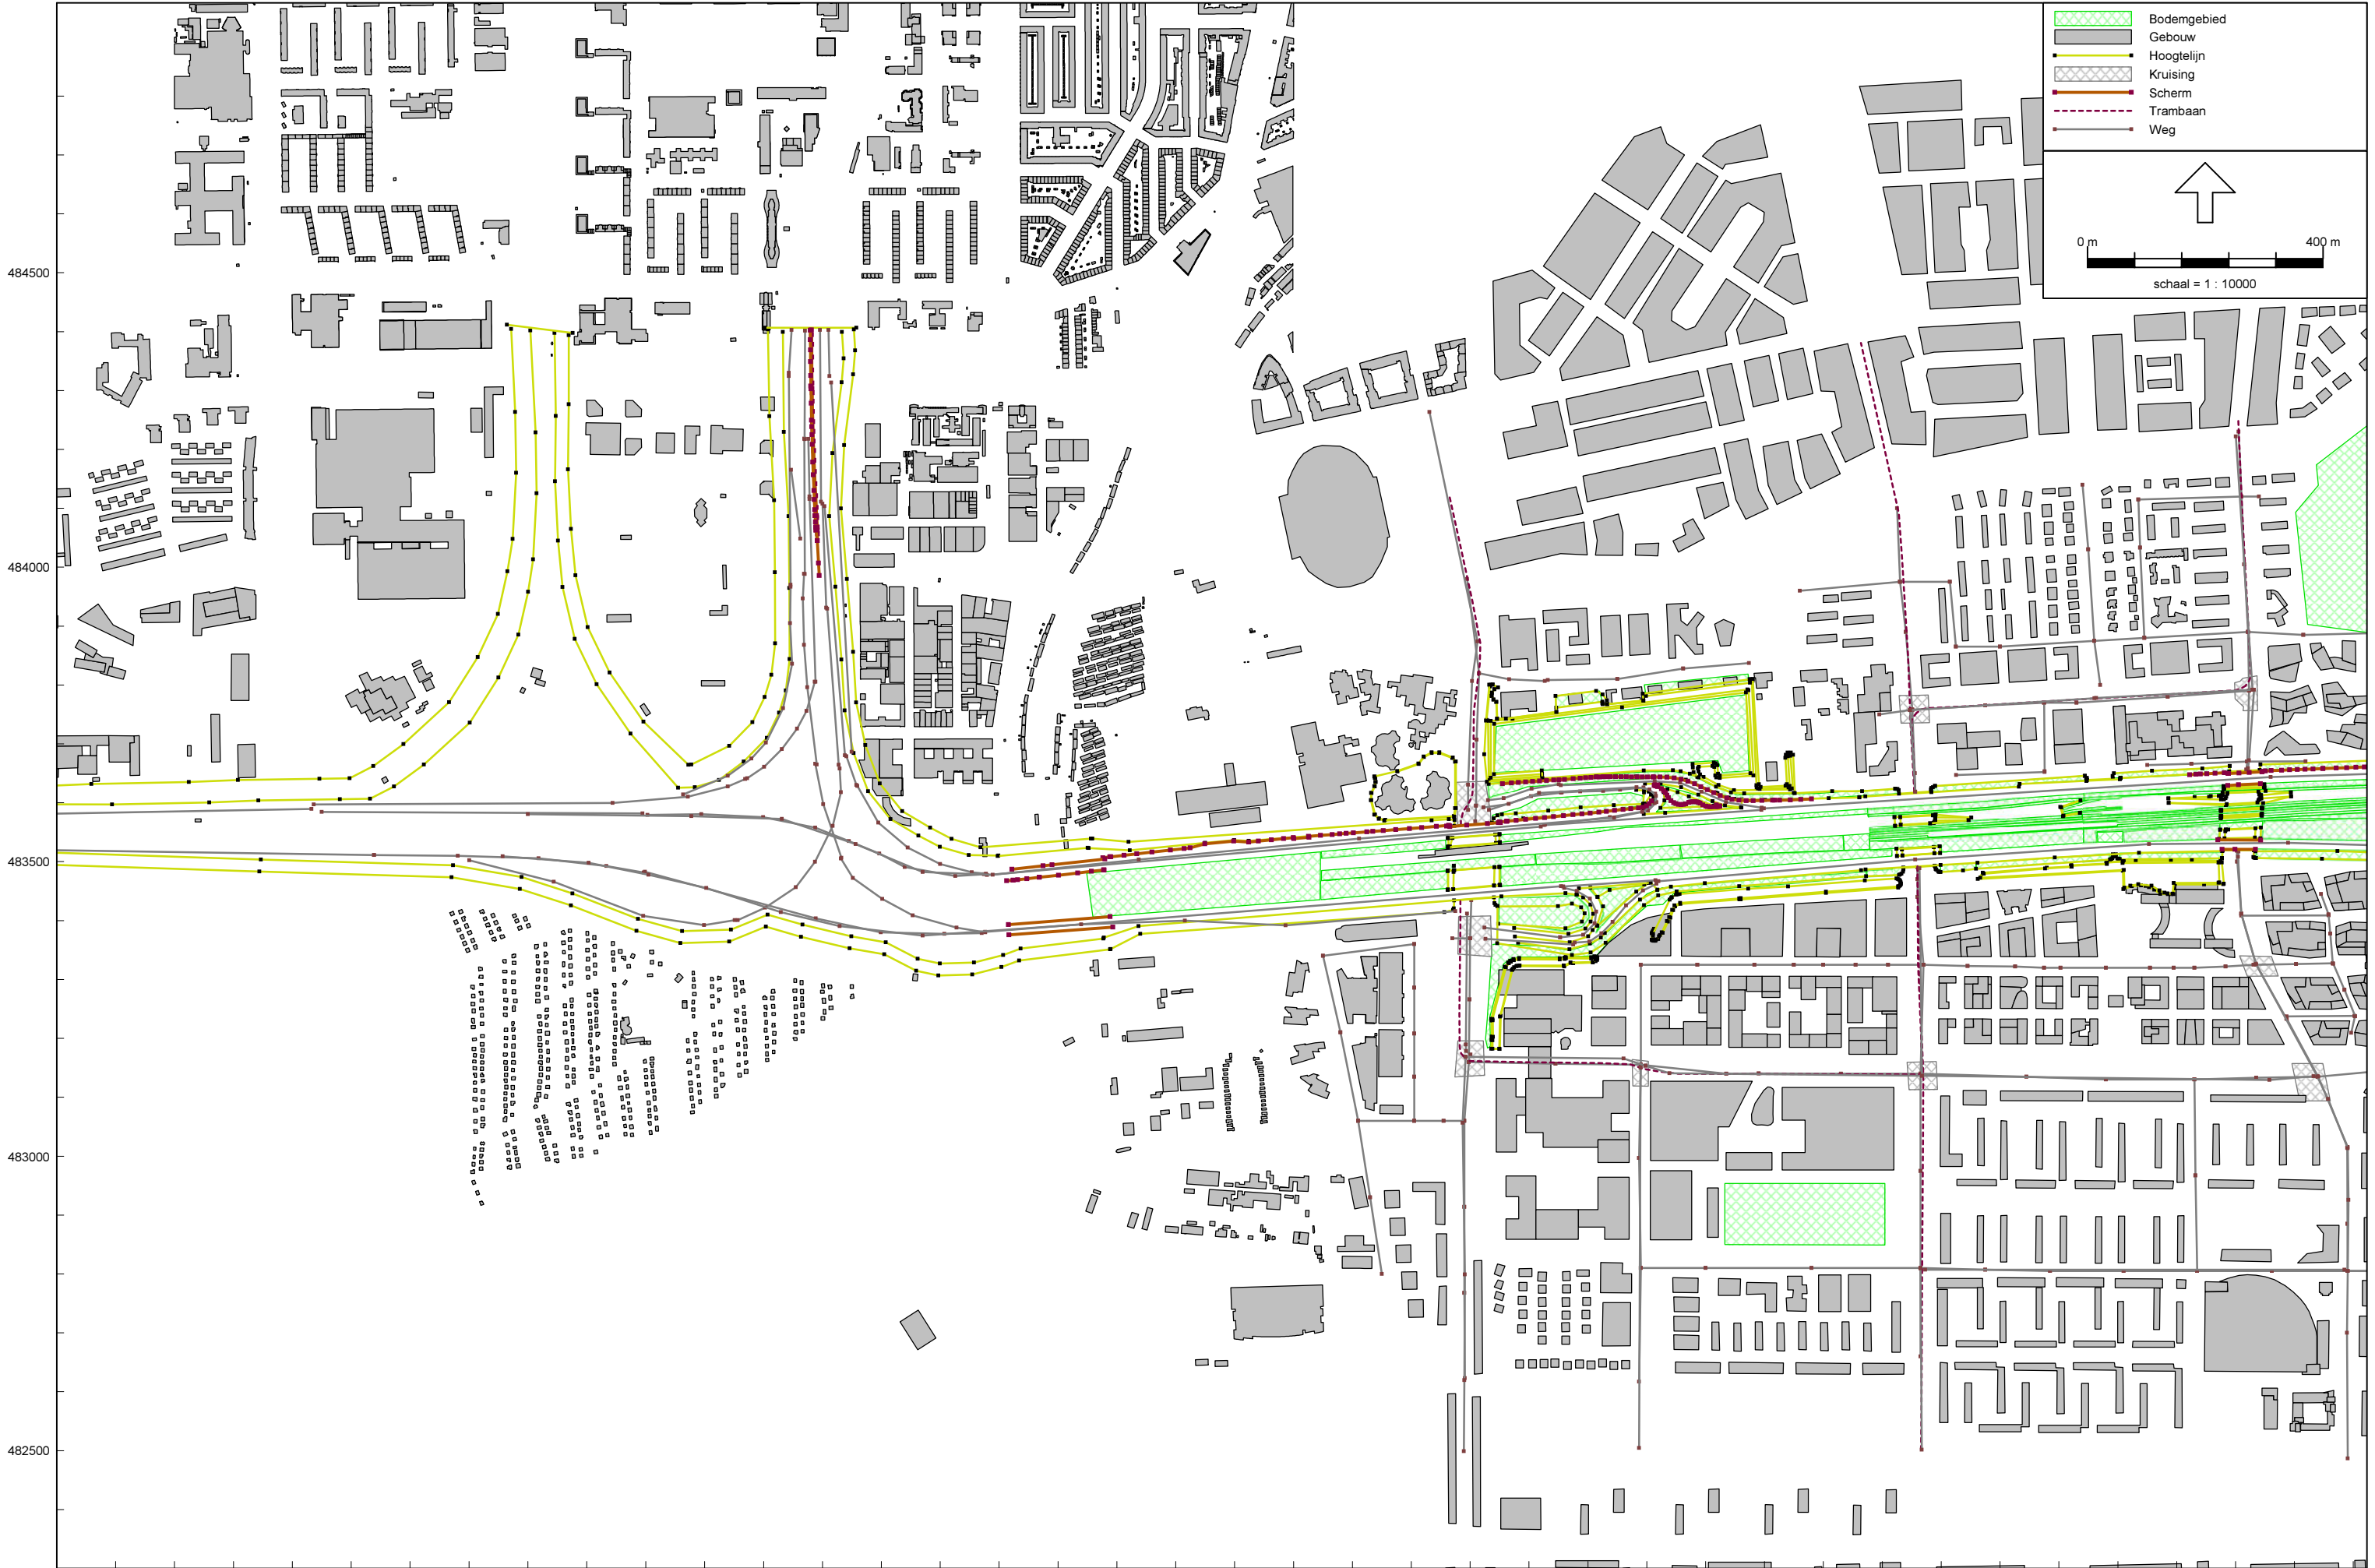 Bodemgebied
Gebouw
Hoogtelijn
Kruising
Scherm
Trambaan
Weg
0 m 400 m
schaal = 1 : 10000
484500
484000
483500
483000
482500